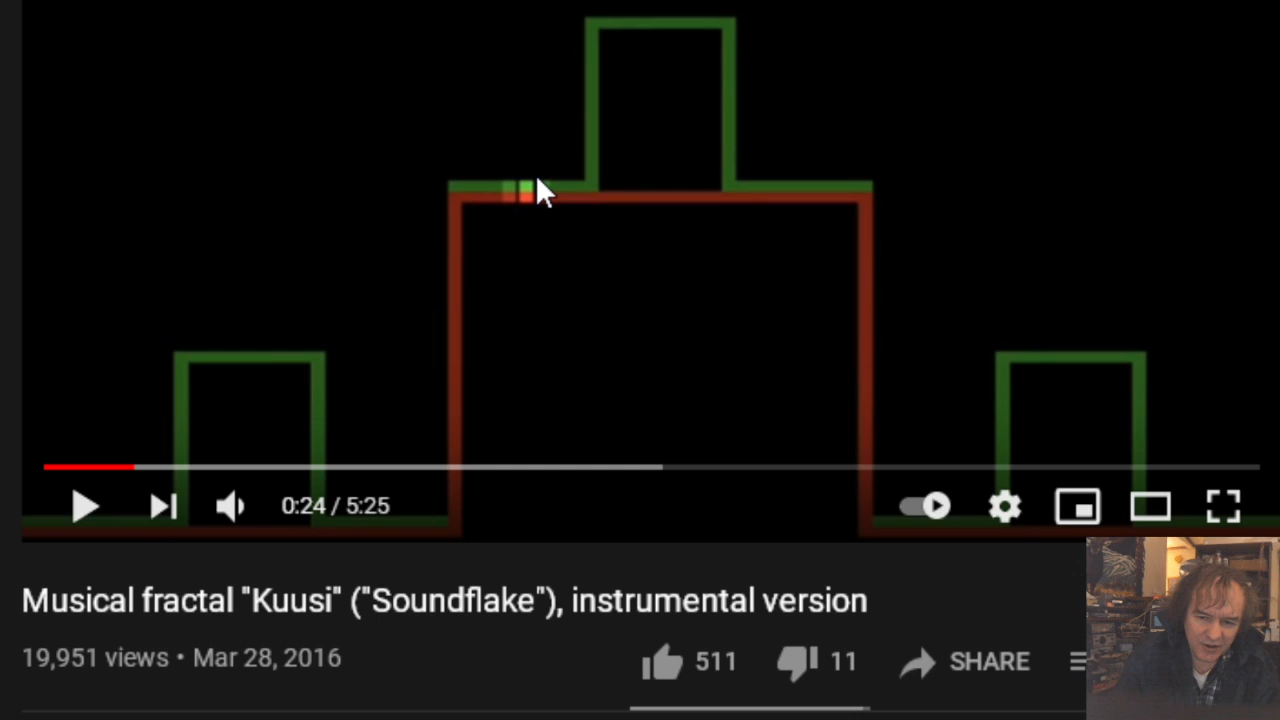 0:24 / 5:25
Musical fractal "Kuusi" ("Soundflake"), instrumental version
19,951 views • Mar 28, 2016
511
11
SHARE